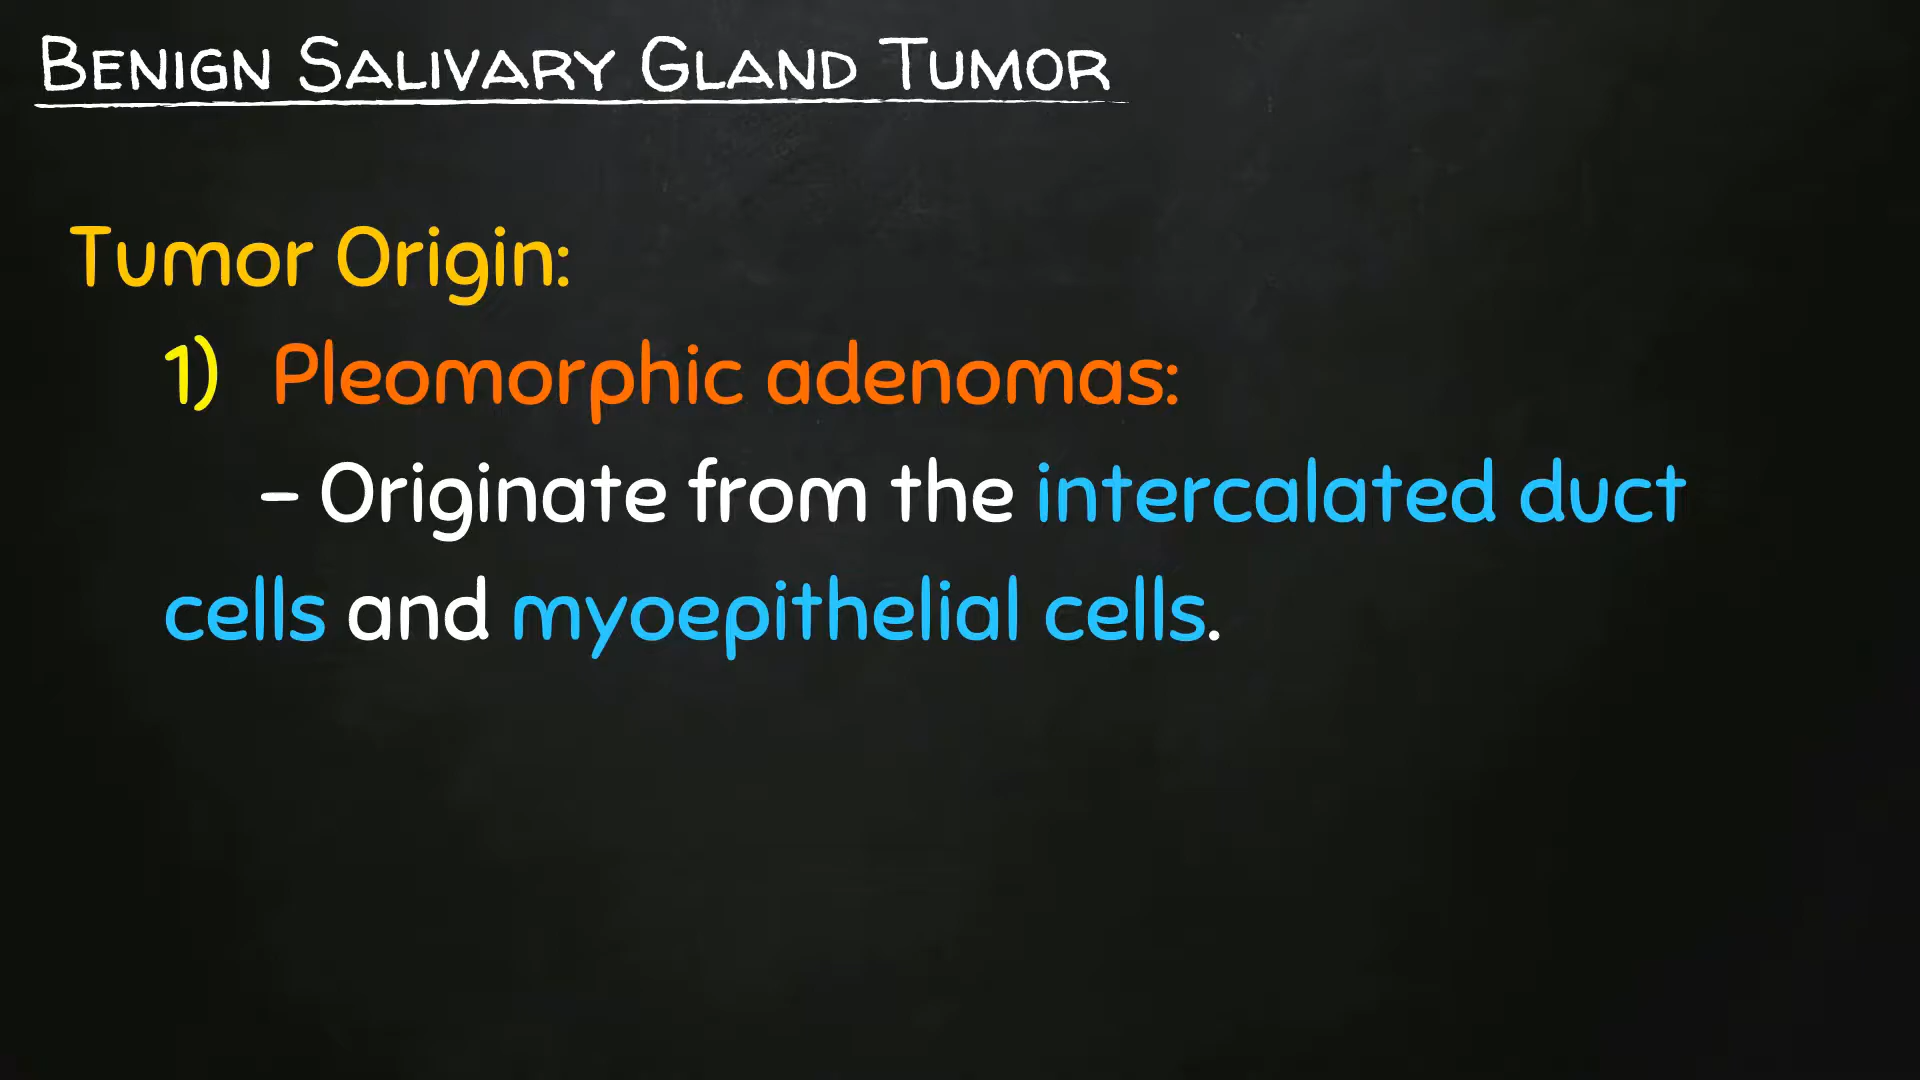 Benign Salivary Gland Tumor
Tumor Origin:
1) Pleomorphic adenomas:
- Originate from the intercalated duct
cells and myoepithelial cells.